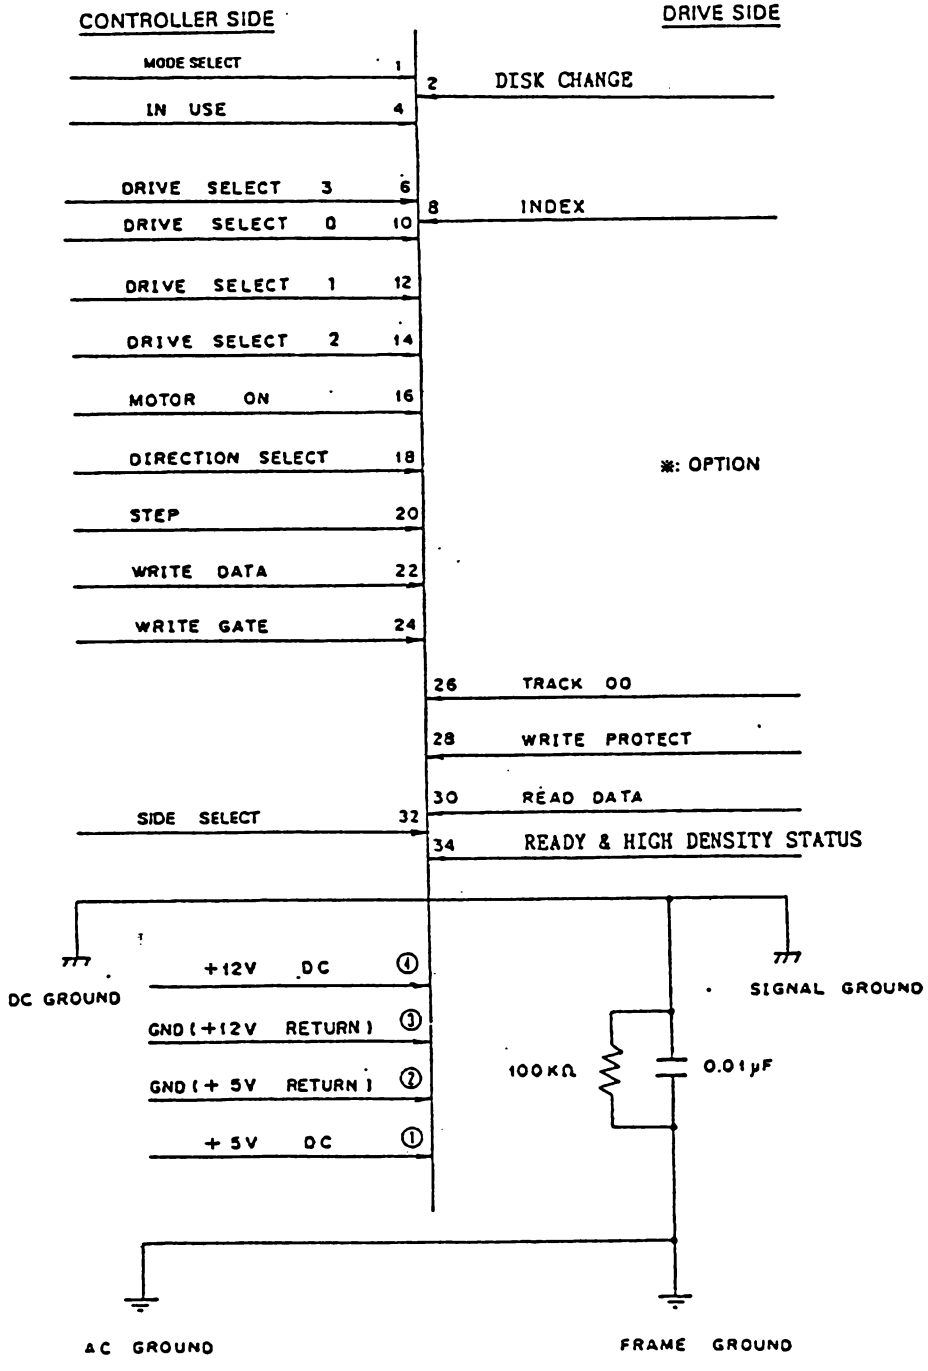 CONTROLLER SIDE
DRIVE SIDE
MODE SELECT 1
2 DISK CHANGE
IN USE 4
DRIVE SELECT 3 6
8 INDEX
DRIVE SELECT 0 10
DRIVE SELECT 1 12
DRIVE SELECT 2 14
MOTOR ON 16
DIRECTION SELECT 18
※: OPTION
STEP 20
WRITE DATA 22
WRITE GATE 24
26 TRACK 00
28 WRITE PROTECT
30 READ DATA
SIDE SELECT 32
34 READY & HIGH DENSITY STATUS
+12V DC ④
DC GROUND
SIGNAL GROUND
GND(+12V RETURN) ③
100KΩ
0.01µF
GND(+ 5V RETURN) ②
+ 5V DC ①
AC GROUND
FRAME GROUND